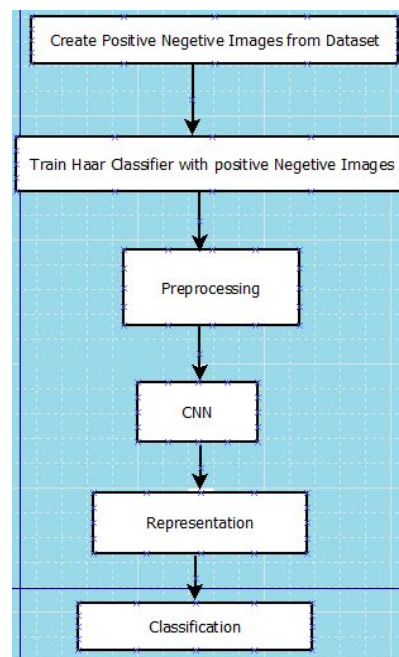 Create Positive Negetive Images from Dataset
Train Haar Classifier with positive Negetive Images
Preprocessing
CNN
Representation
Classification